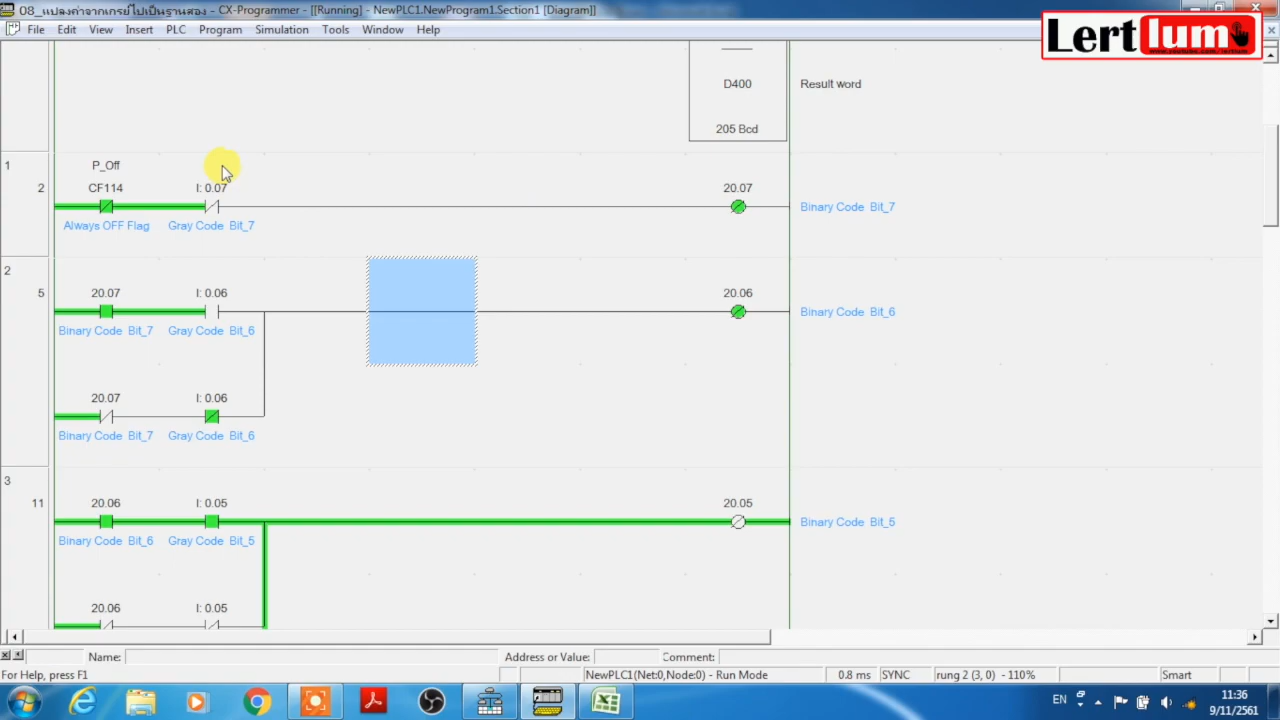 08_แปลงค่าจากเกรย์ไปเป็นฐานสอง - CX-Programmer - [[Running] - NewPLC1.NewProgram1.Section1 [Diagram]]
File Edit View Insert PLC Program Simulation Tools Window Help
Lertlum
www.youtube.com/lertlum
D400 Result word
205 Bcd
1 P_Off
2 CF114 I: 0.07 20.07
Binary Code Bit_7
Always OFF Flag Gray Code Bit_7
2
5 20.07 I: 0.06 20.06
Binary Code Bit_6
Binary Code Bit_7 Gray Code Bit_6
20.07 I: 0.06
Binary Code Bit_7 Gray Code Bit_6
3
11 20.06 I: 0.05 20.05
Binary Code Bit_5
Binary Code Bit_6 Gray Code Bit_5
20.06 I: 0.05
Name: Address or Value: Comment:
For Help, press F1 NewPLC1(Net:0,Node:0) - Run Mode 0.8 ms SYNC rung 2 (3, 0) - 110% Smart
EN 11:36
9/11/2561